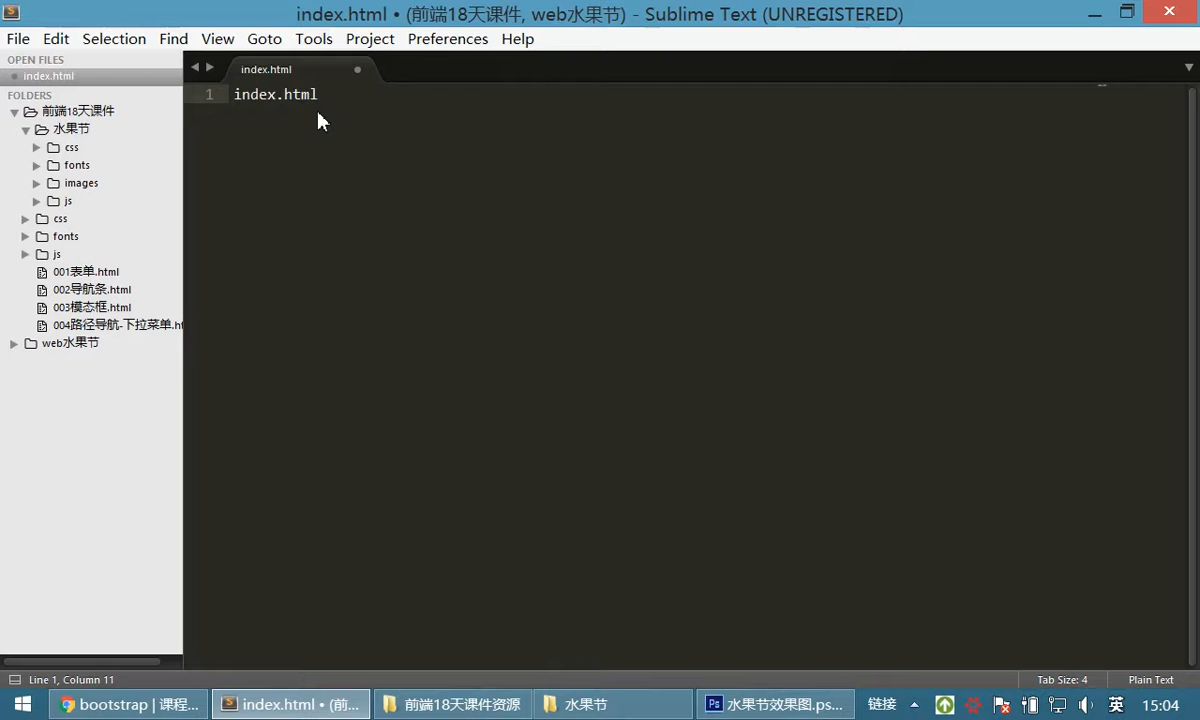 index.html • (前端18天课件, web水果节) - Sublime Text (UNREGISTERED)
File Edit Selection Find View Goto Tools Project Preferences Help
OPEN FILES
index.html
FOLDERS
前端18天课件
水果节
css
fonts
images
js
css
fonts
js
001表单.html
002导航条.html
003模态框.html
004路径导航-下拉菜单.ht
web水果节
index.html
1 index.html
Line 1, Column 11
Tab Size: 4
Plain Text
bootstrap | 课程...
index.html • (前...
前端18天课件资源
水果节
Ps 水果节效果图.ps...
链接
英
15:04